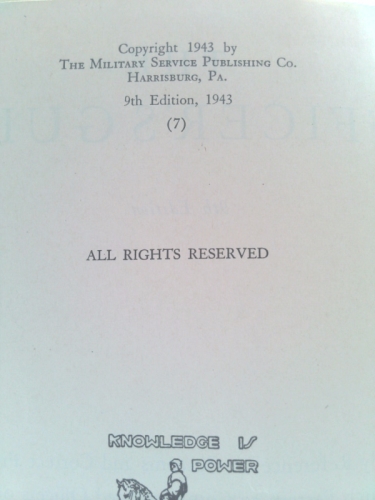 Copyright 1943 by
THE MILITARY SERVICE PUBLISHING CO.
HARRISBURG, PA.
9th Edition, 1943
(7)
ALL RIGHTS RESERVED
KNOWLEDGE IS
POWER